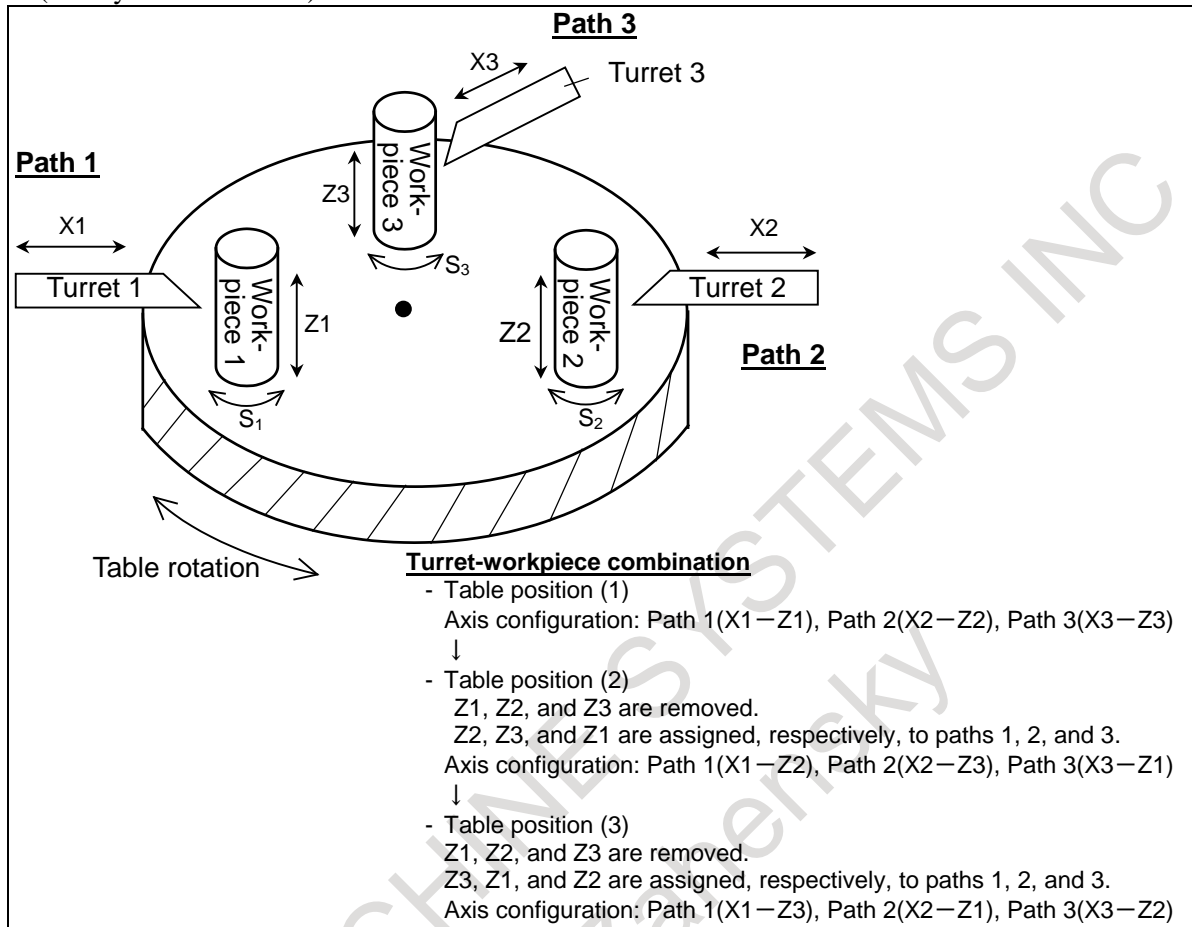 Path 3
X3
Turret 3
Work-
piece 3
Z3
S3
Path 1
X1
Turret 1
Work-
piece 1
Z1
S1
X2
Turret 2
Work-
piece 2
Z2
S2
Path 2
Table rotation
Turret-workpiece combination
- Table position (1)
Axis configuration: Path 1(X1－Z1), Path 2(X2－Z2), Path 3(X3－Z3)
↓
- Table position (2)
Z1, Z2, and Z3 are removed.
Z2, Z3, and Z1 are assigned, respectively, to paths 1, 2, and 3.
Axis configuration: Path 1(X1－Z2), Path 2(X2－Z3), Path 3(X3－Z1)
↓
- Table position (3)
Z1, Z2, and Z3 are removed.
Z3, Z1, and Z2 are assigned, respectively, to paths 1, 2, and 3.
Axis configuration: Path 1(X1－Z3), Path 2(X2－Z1), Path 3(X3－Z2)
CHINE SYSTEMS INC
zahensky